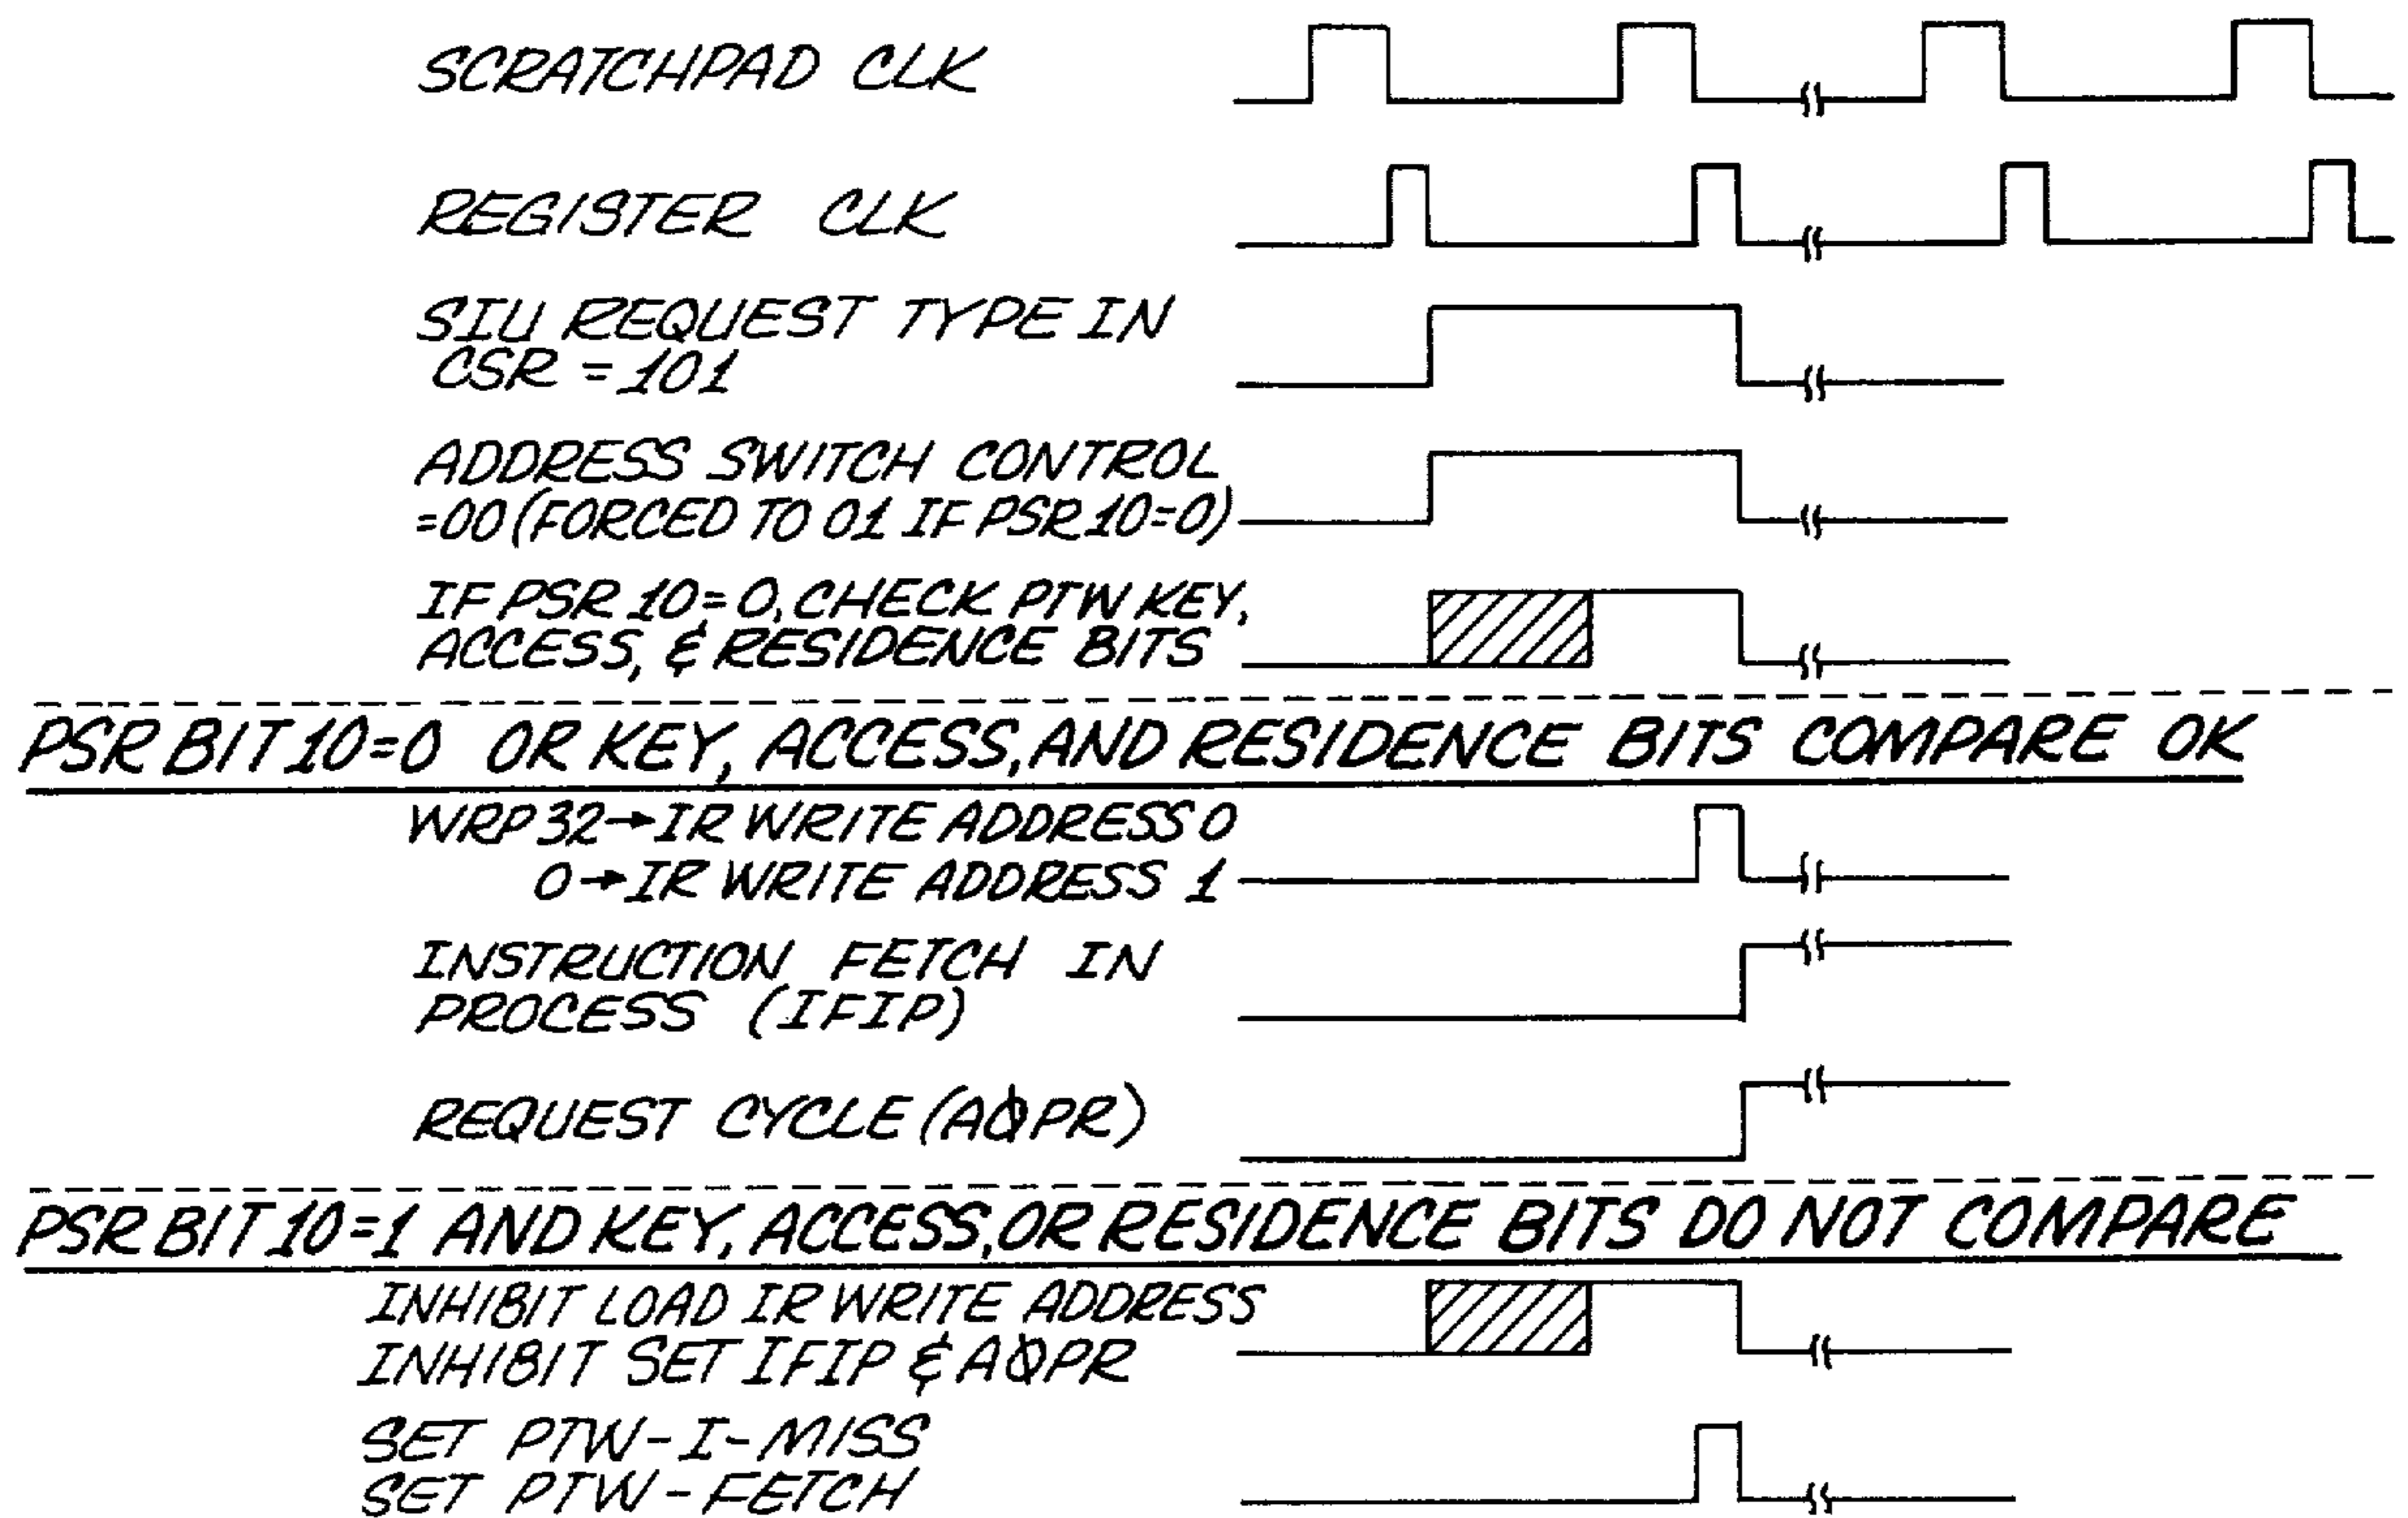 SCRATCHPAD CLK
REGISTER CLK
SIU REQUEST TYPE IN
CSR = 101
ADDRESS SWITCH CONTROL
=00 (FORCED TO 01 IF PSR 10=0)
IF PSR 10=0, CHECK PTW KEY,
ACCESS, & RESIDENCE BITS
PSR BIT 10=0 OR KEY, ACCESS, AND RESIDENCE BITS COMPARE OK
WRP 32→IR WRITE ADDRESS 0
0→IR WRITE ADDRESS 1
INSTRUCTION FETCH IN
PROCESS (IFIP)
REQUEST CYCLE (AOPR)
PSR BIT 10=1 AND KEY, ACCESS, OR RESIDENCE BITS DO NOT COMPARE
INHIBIT LOAD IR WRITE ADDRESS
INHIBIT SET IFIP & AOPR
SET PTW-I-MISS
SET PTW-FETCH